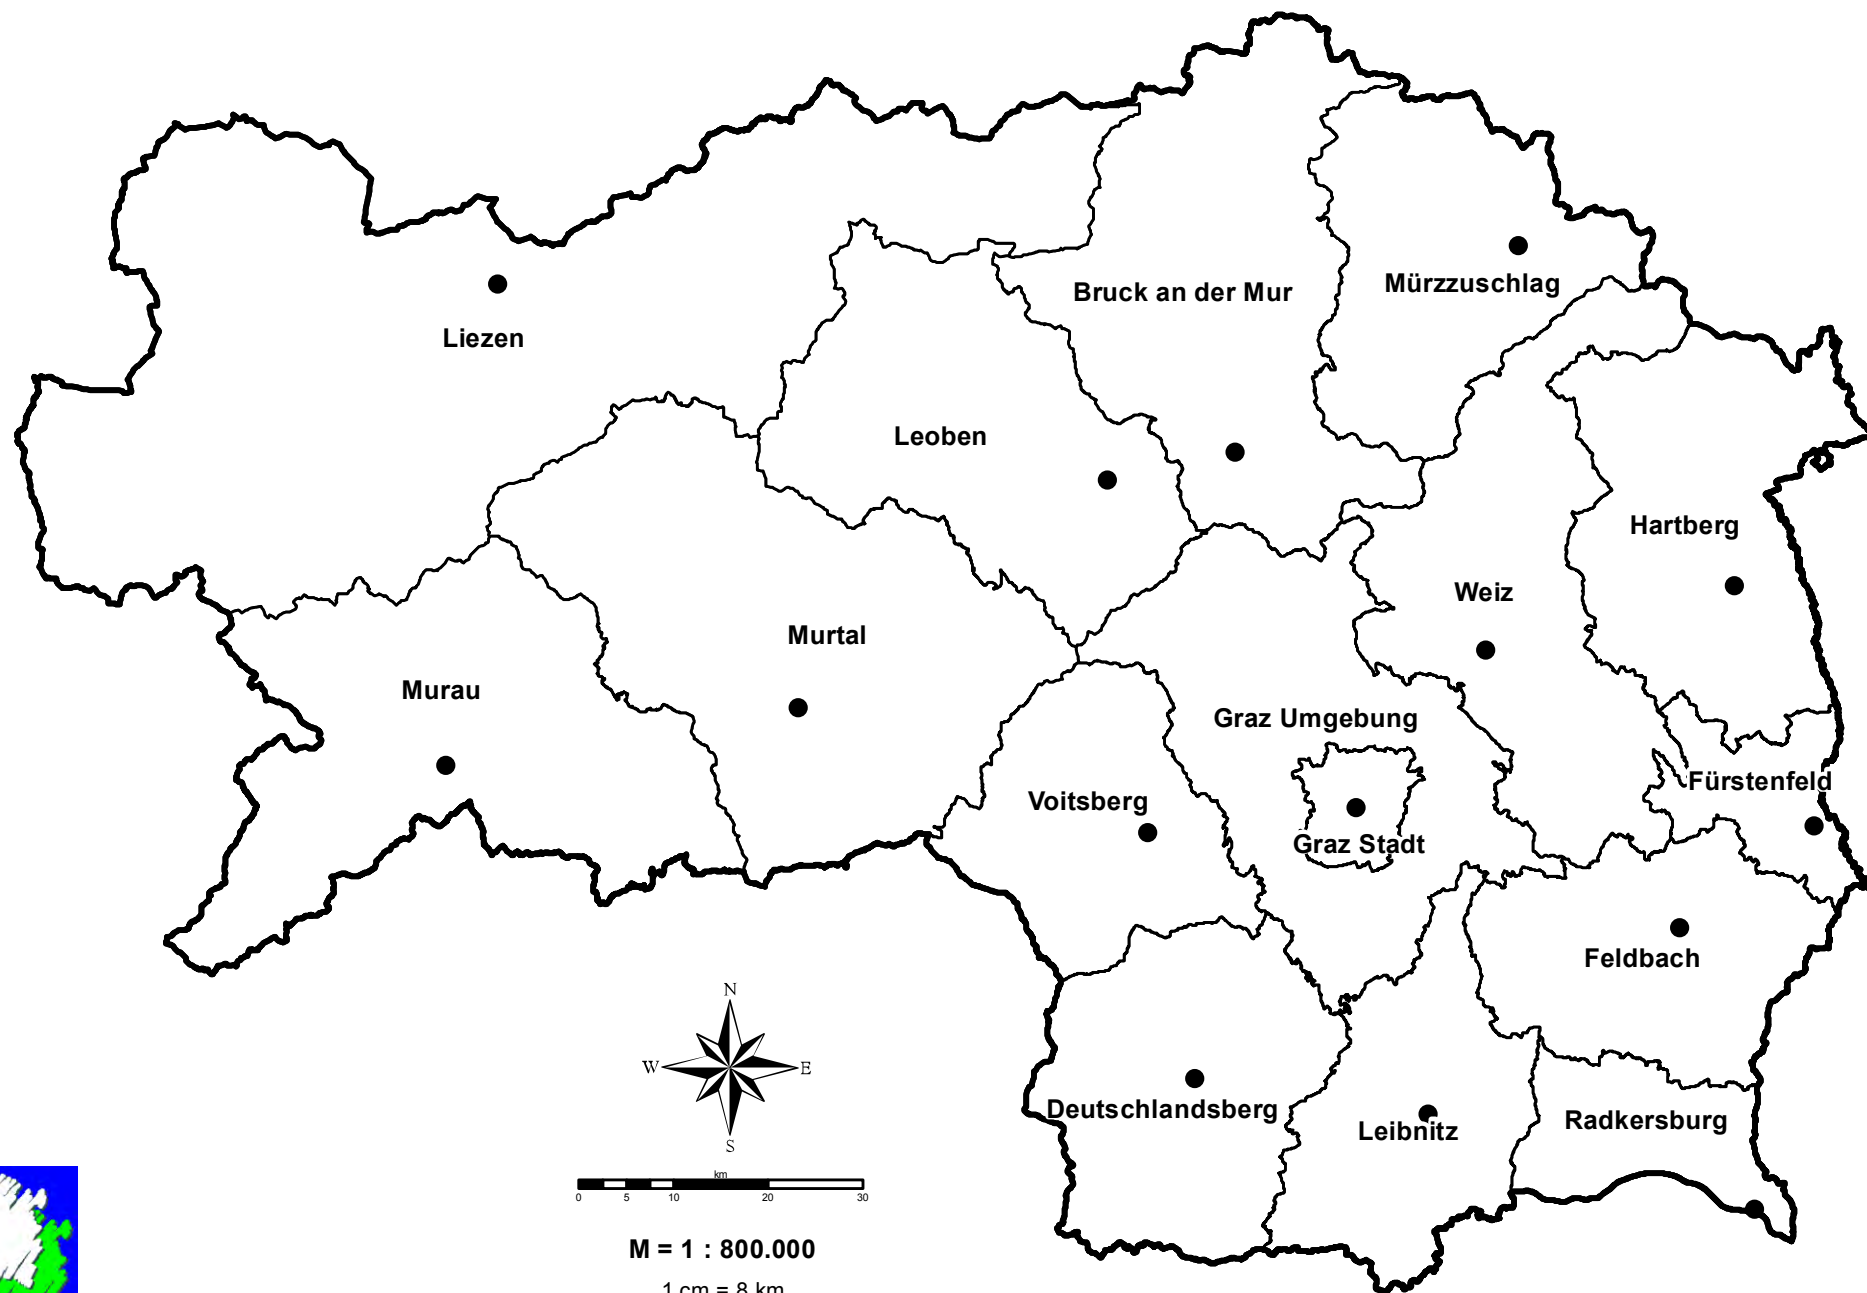 Mürzzuschlag
Bruck an der Mur
Liezen
Leoben
Hartberg
Weiz
Murtal
Murau
Graz Umgebung
Fürstenfeld
Voitsberg
Graz Stadt
Feldbach
N
W
E
S
Deutschlandsberg
Leibnitz
Radkersburg
km
0 5 10 20 30
M = 1 : 800.000
1 cm = 8 km